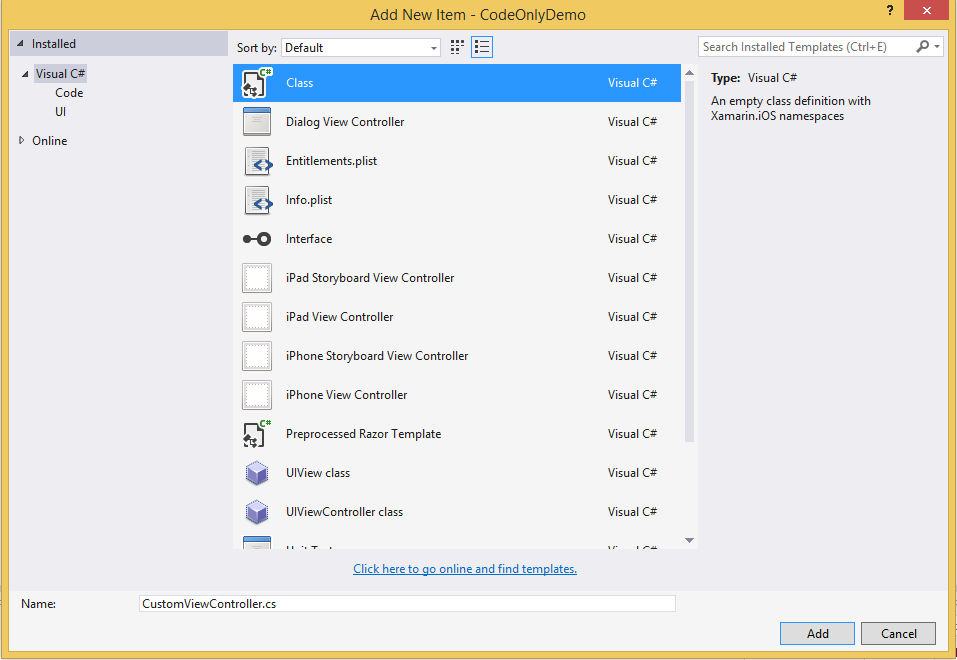 Add New Item - CodeOnlyDemo
?
Installed
Visual C#
Code
UI
Online
Sort by: Default
Search Installed Templates (Ctrl+E)
Class Visual C#
Dialog View Controller Visual C#
Entitlements.plist Visual C#
Info.plist Visual C#
Interface Visual C#
iPad Storyboard View Controller Visual C#
iPad View Controller Visual C#
iPhone Storyboard View Controller Visual C#
iPhone View Controller Visual C#
Preprocessed Razor Template Visual C#
UIView class Visual C#
UIViewController class Visual C#
Type: Visual C#
An empty class definition with
Xamarin.iOS namespaces
Click here to go online and find templates.
Name: CustomViewController.cs
Add Cancel